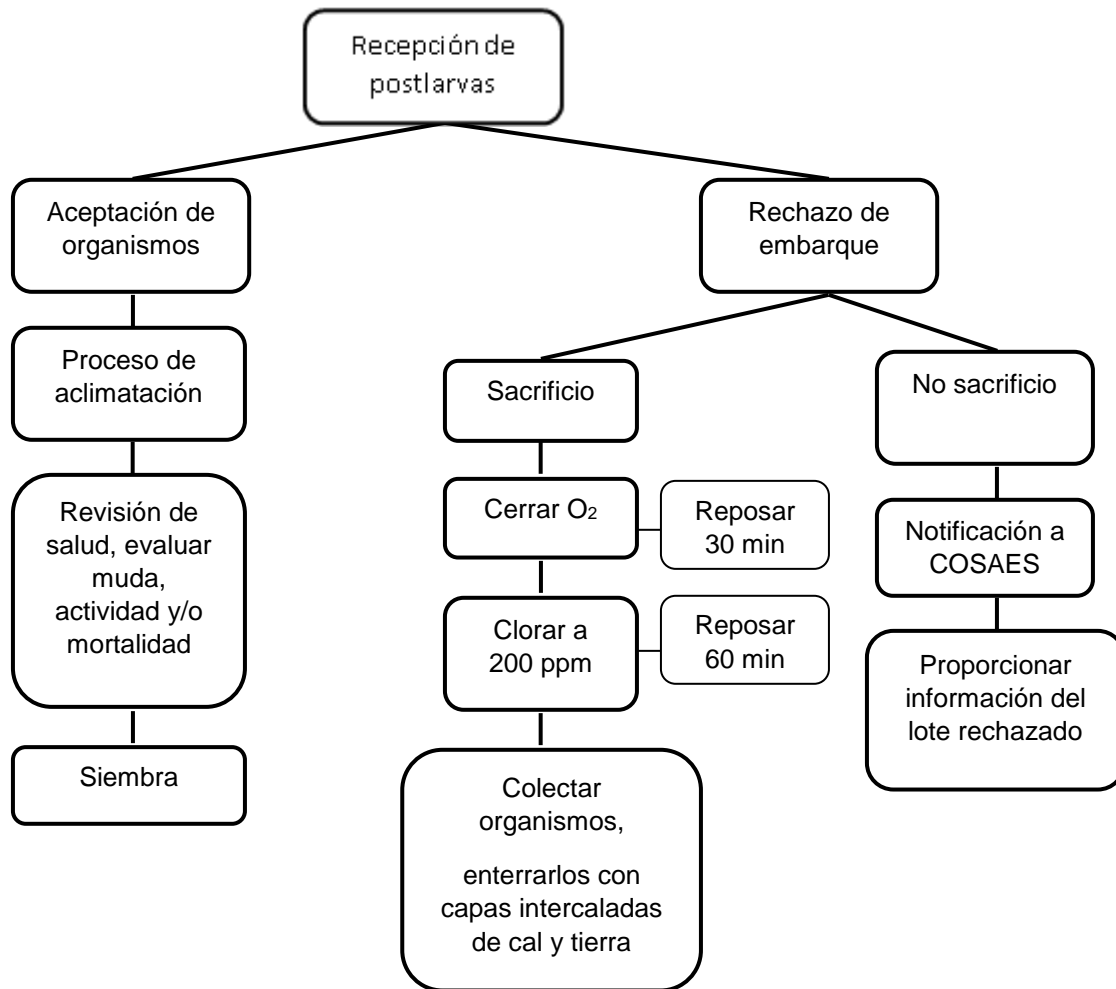 Recepción de
postlarvas
Aceptación de
organismos
Rechazo de
embarque
Proceso de
aclimatación
Sacrificio
No sacrificio
Revisión de
salud, evaluar
muda,
actividad y/o
mortalidad
Cerrar O₂
Reposar
30 min
Notificación a
COSAES
Clorar a
200 ppm
Reposar
60 min
Proporcionar
información del
lote rechazado
Siembra
Colectar
organismos,
enterrarlos con
capas intercaladas
de cal y tierra